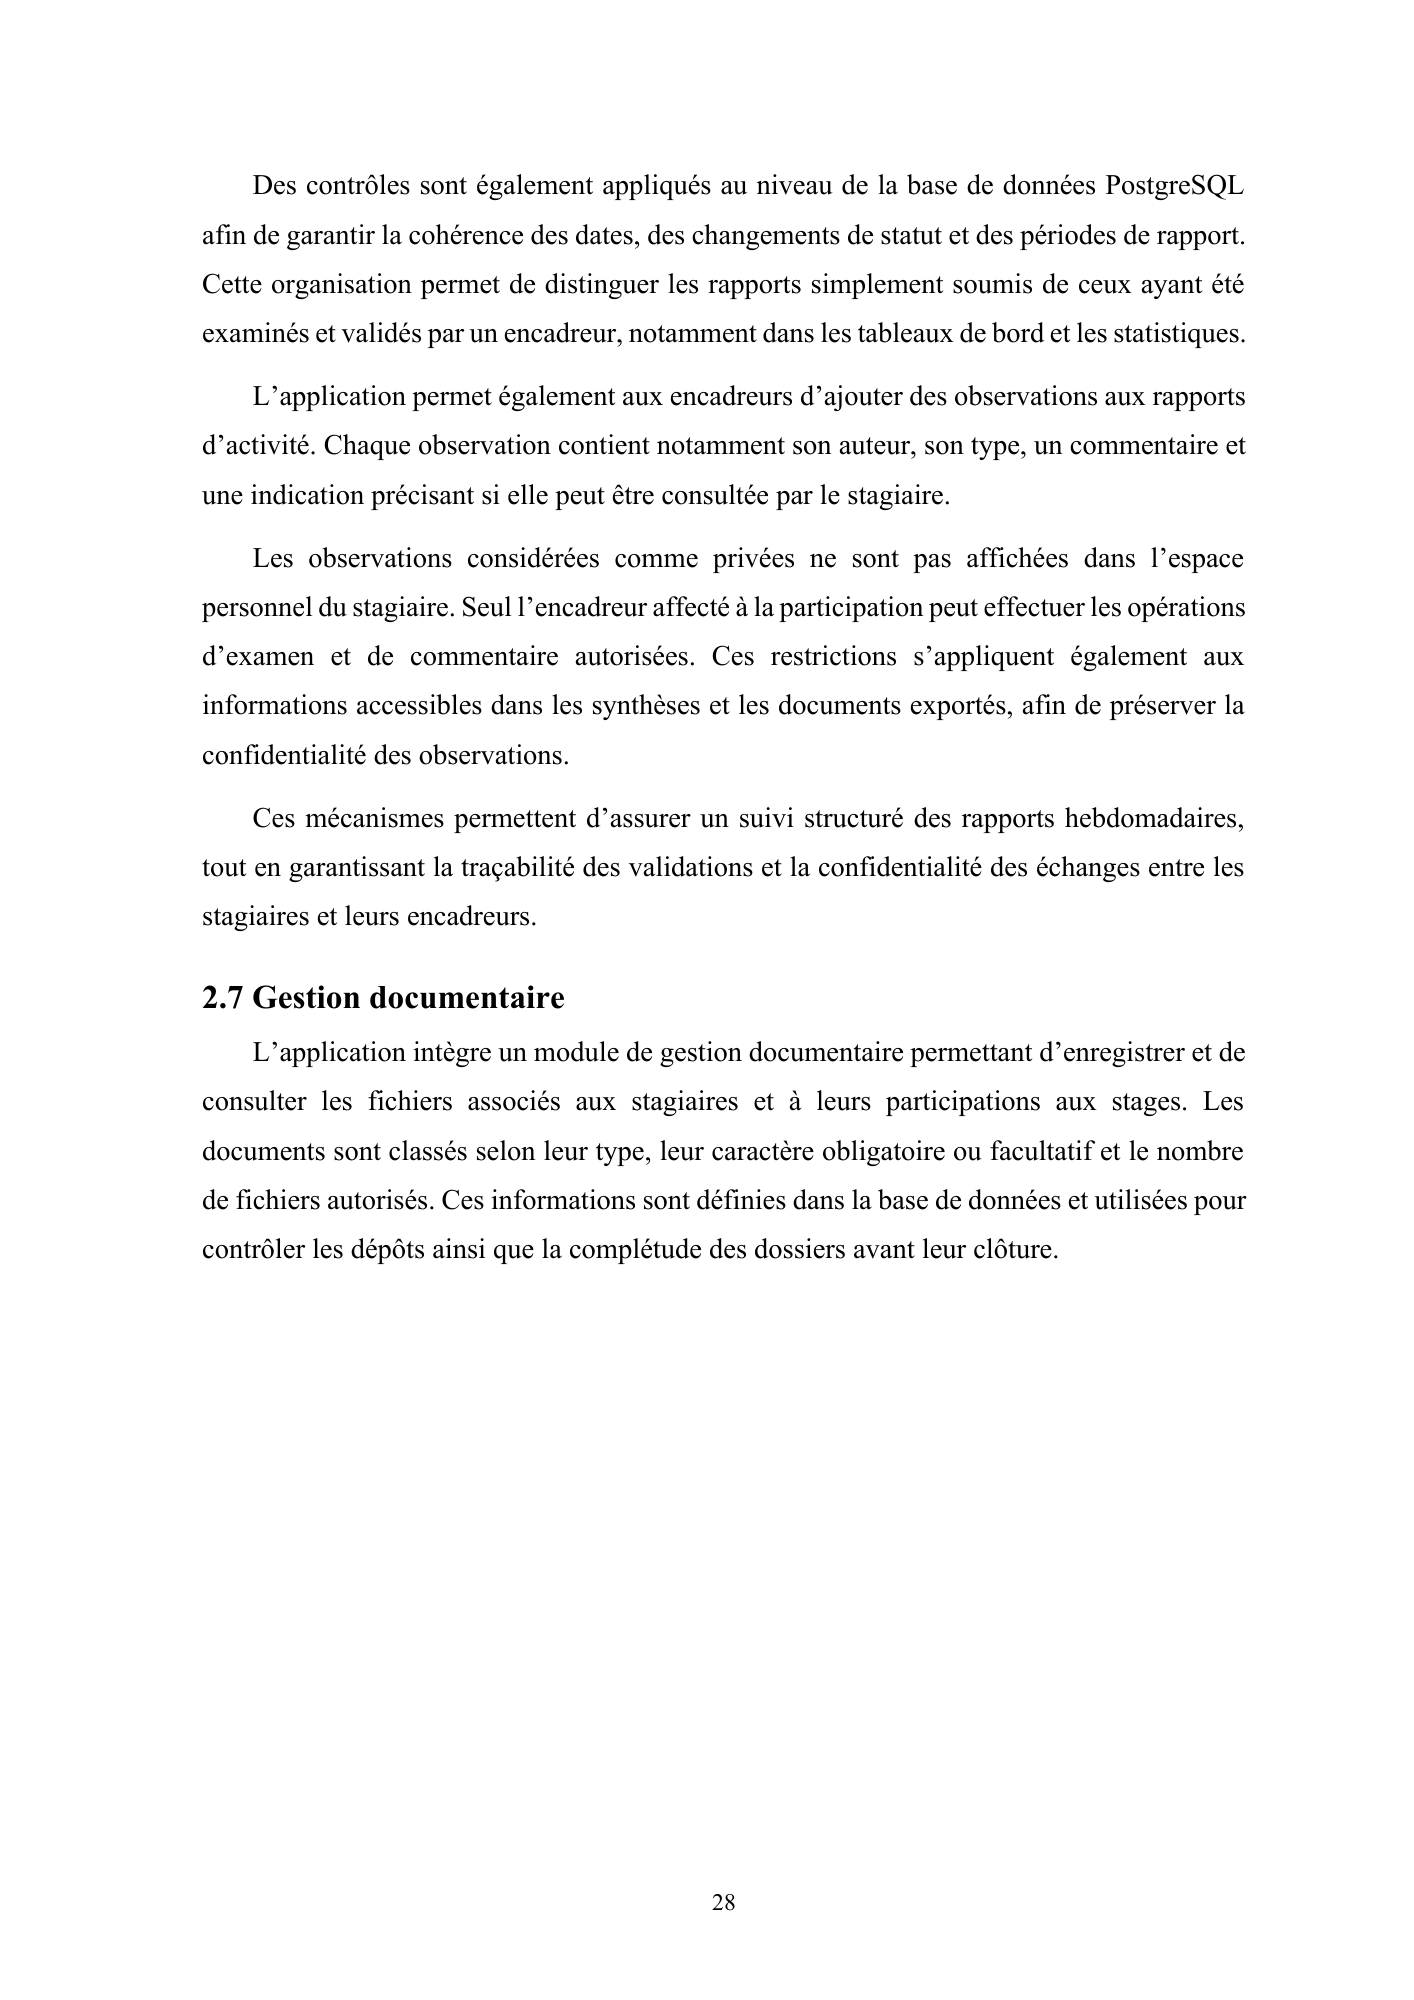 Des contrôles sont également appliqués au niveau de la base de données PostgreSQL
afin de garantir la cohérence des dates, des changements de statut et des périodes de rapport.
Cette organisation permet de distinguer les rapports simplement soumis de ceux ayant été
examinés et validés par un encadreur, notamment dans les tableaux de bord et les statistiques.
L’application permet également aux encadreurs d’ajouter des observations aux rapports
d’activité. Chaque observation contient notamment son auteur, son type, un commentaire et
une indication précisant si elle peut être consultée par le stagiaire.
Les observations considérées comme privées ne sont pas affichées dans l’espace
personnel du stagiaire. Seul l’encadreur affecté à la participation peut effectuer les opérations
d’examen et de commentaire autorisées. Ces restrictions s’appliquent également aux
informations accessibles dans les synthèses et les documents exportés, afin de préserver la
confidentialité des observations.
Ces mécanismes permettent d’assurer un suivi structuré des rapports hebdomadaires,
tout en garantissant la traçabilité des validations et la confidentialité des échanges entre les
stagiaires et leurs encadreurs.
2.7 Gestion documentaire
L’application intègre un module de gestion documentaire permettant d’enregistrer et de
consulter les fichiers associés aux stagiaires et à leurs participations aux stages. Les
documents sont classés selon leur type, leur caractère obligatoire ou facultatif et le nombre
de fichiers autorisés. Ces informations sont définies dans la base de données et utilisées pour
contrôler les dépôts ainsi que la complétude des dossiers avant leur clôture.
28